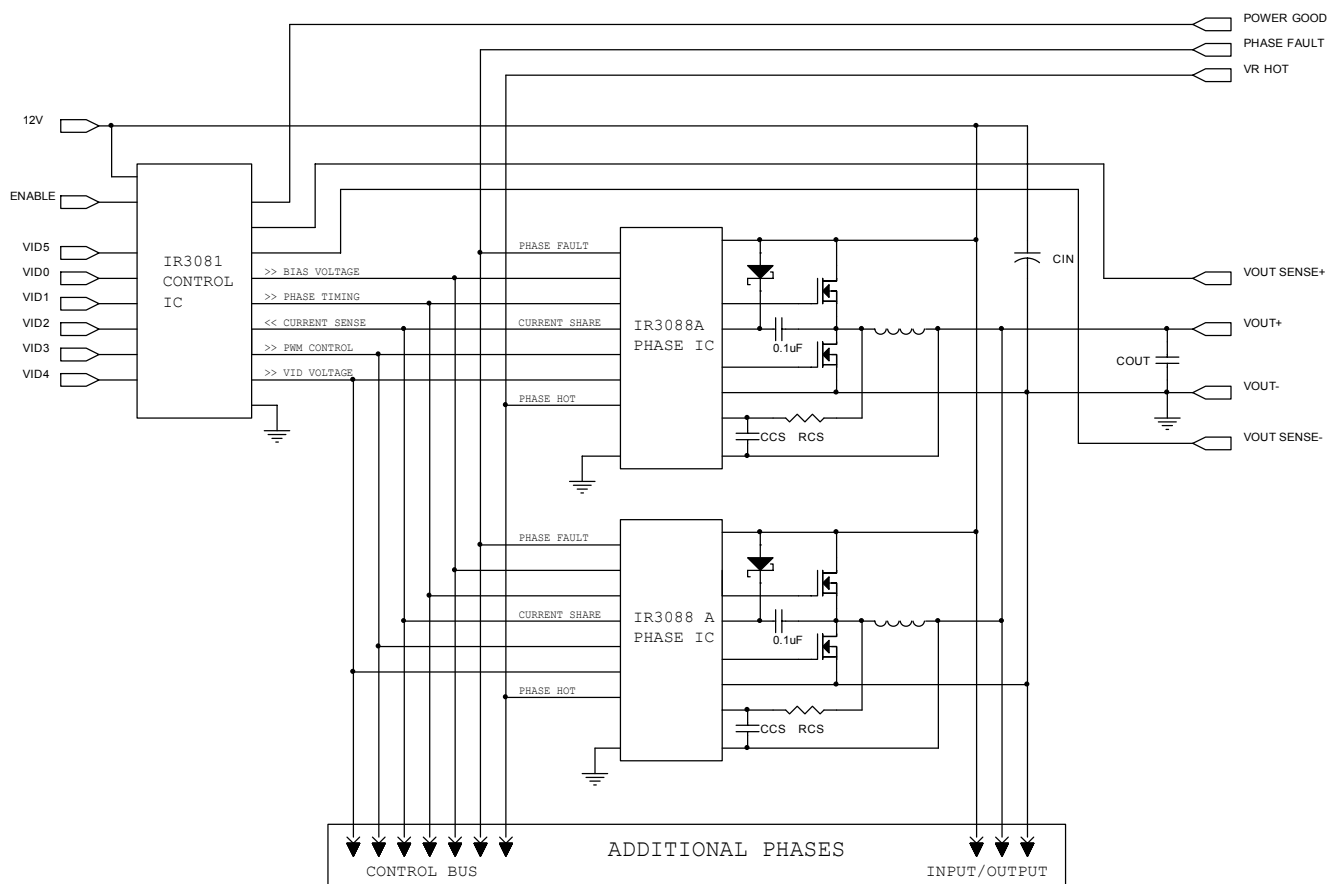 POWER GOOD
PHASE FAULT
VR HOT
12V
ENABLE
VID5
VID0
VID1
VID2
VID3
VID4
IR3081
CONTROL
IC
>> BIAS VOLTAGE
>> PHASE TIMING
<< CURRENT SENSE
>> PWM CONTROL
>> VID VOLTAGE
PHASE FAULT
CURRENT SHARE
PHASE HOT
IR3088A
PHASE IC
0.1uF
CCS RCS
CIN
COUT
VOUT SENSE+
VOUT+
VOUT-
VOUT SENSE-
PHASE FAULT
CURRENT SHARE
PHASE HOT
IR3088 A
PHASE IC
0.1uF
CCS RCS
ADDITIONAL PHASES
CONTROL BUS
INPUT/OUTPUT